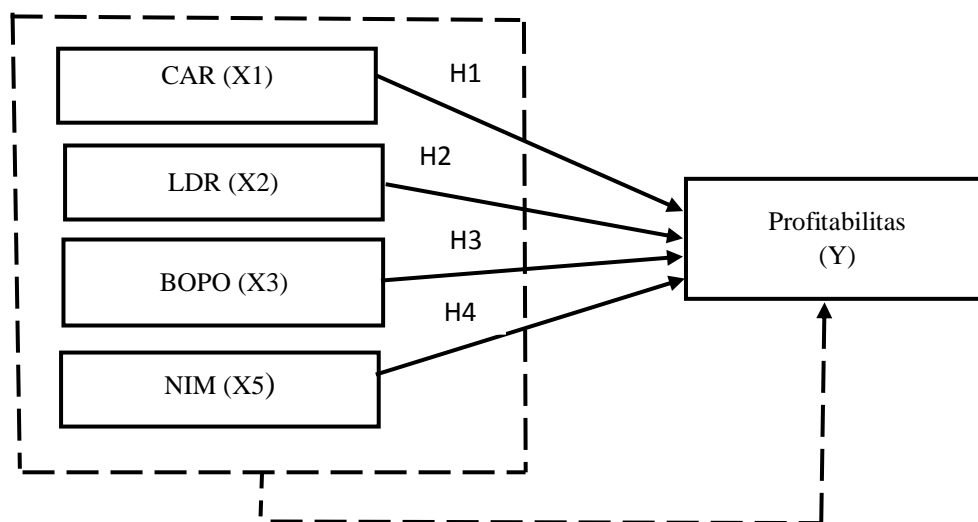 CAR (X1)
H1
LDR (X2)
H2
BOPO (X3)
H3
NIM (X5)
H4
Profitabilitas
(Y)